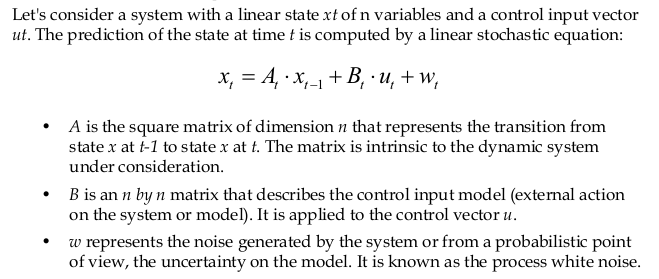 Let's consider a system with a linear state xt of n variables and a control input vector
ut. The prediction of the state at time t is computed by a linear stochastic equation:
x_t = A_t · x_{t−1} + B_t · u_t + w_t
• A is the square matrix of dimension n that represents the transition from
state x at t-1 to state x at t. The matrix is intrinsic to the dynamic system
under consideration.
• B is an n by n matrix that describes the control input model (external action
on the system or model). It is applied to the control vector u.
• w represents the noise generated by the system or from a probabilistic point
of view, the uncertainty on the model. It is known as the process white noise.